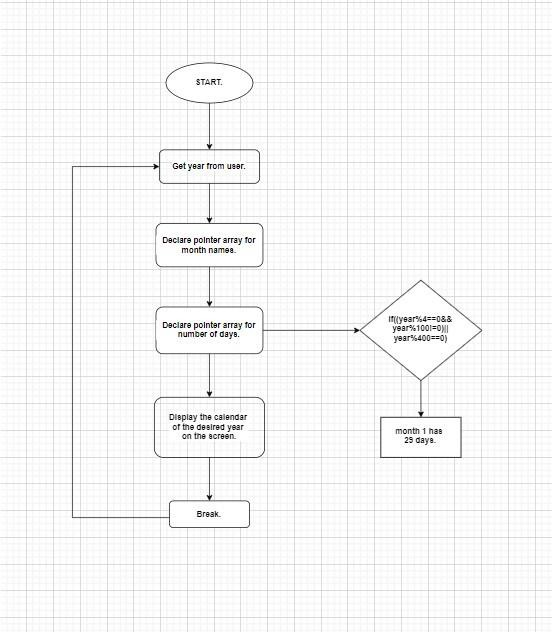 START.
Get year from user.
Declare pointer array for
month names.
Declare pointer array for
number of days.
If((year%4==0&&
year%100!=0)||
year%400==0)
Display the calendar
of the desired year
on the screen.
month 1 has
29 days.
Break.